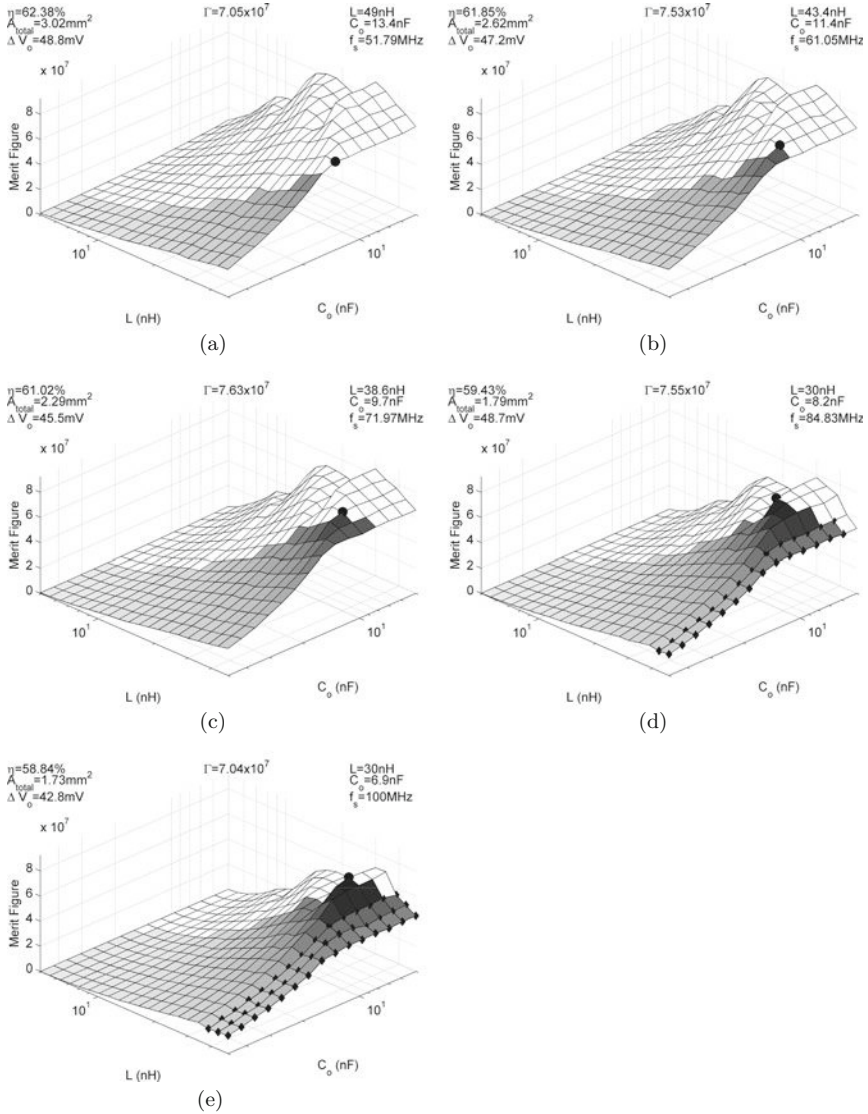 η=62.38%
A_total=3.02mm²
Δ V_o=48.8mV
Γ=7.05x10⁷
L=49nH
C_o=13.4nF
f_s=51.79MHz
x 10⁷
8
6
4
2
0
Merit Figure
10¹
10¹
L (nH)
C_o (nF)
(a)
η=61.85%
A_total=2.62mm²
Δ V_o=47.2mV
Γ=7.53x10⁷
L=43.4nH
C_o=11.4nF
f_s=61.05MHz
x 10⁷
8
6
4
2
0
Merit Figure
10¹
10¹
L (nH)
C_o (nF)
(b)
η=61.02%
A_total=2.29mm²
Δ V_o=45.5mV
Γ=7.63x10⁷
L=38.6nH
C_o=9.7nF
f_s=71.97MHz
x 10⁷
8
6
4
2
0
Merit Figure
10¹
10¹
L (nH)
C_o (nF)
(c)
η=59.43%
A_total=1.79mm²
Δ V_o=48.7mV
Γ=7.55x10⁷
L=30nH
C_o=8.2nF
f_s=84.83MHz
x 10⁷
8
6
4
2
0
Merit Figure
10¹
10¹
L (nH)
C_o (nF)
(d)
η=58.84%
A_total=1.73mm²
Δ V_o=42.8mV
Γ=7.04x10⁷
L=30nH
C_o=6.9nF
f_s=100MHz
x 10⁷
8
6
4
2
0
Merit Figure
10¹
10¹
L (nH)
C_o (nF)
(e)